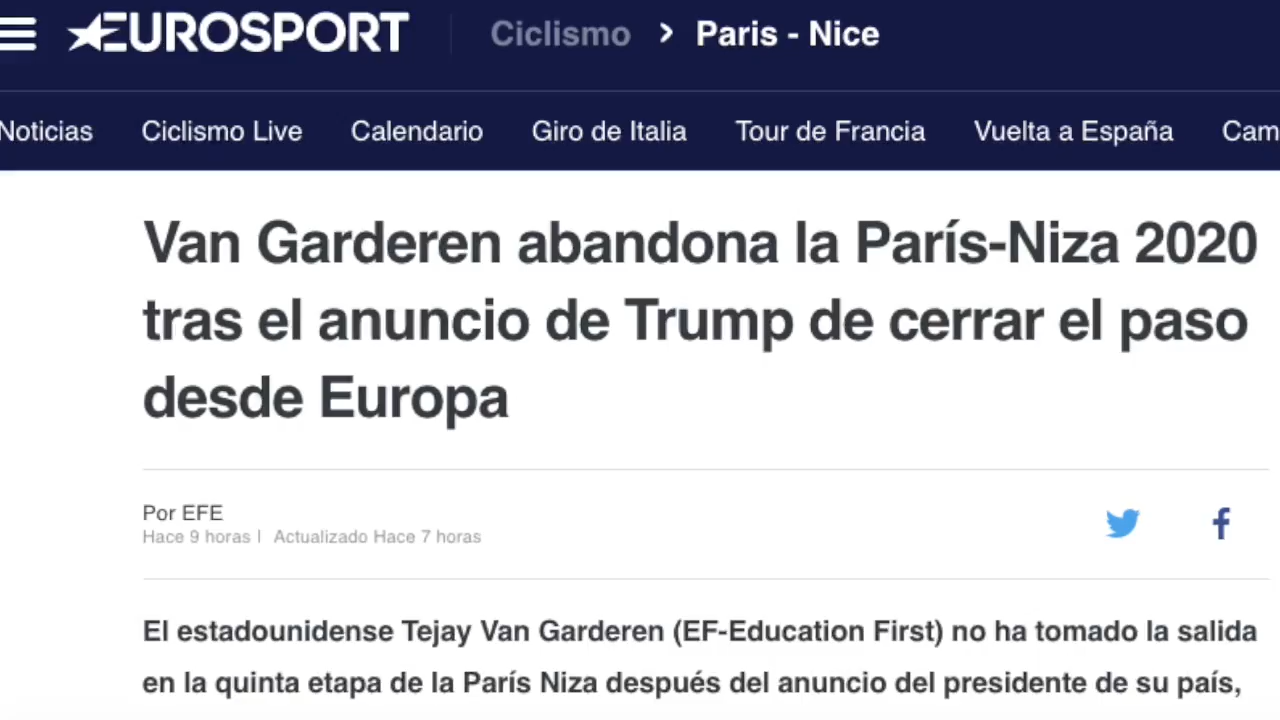 EUROSPORT Ciclismo > Paris - Nice
Noticias Ciclismo Live Calendario Giro de Italia Tour de Francia Vuelta a España Cam
Van Garderen abandona la París-Niza 2020
tras el anuncio de Trump de cerrar el paso
desde Europa
Por EFE
Hace 9 horas | Actualizado Hace 7 horas
El estadounidense Tejay Van Garderen (EF-Education First) no ha tomado la salida
en la quinta etapa de la París Niza después del anuncio del presidente de su país,